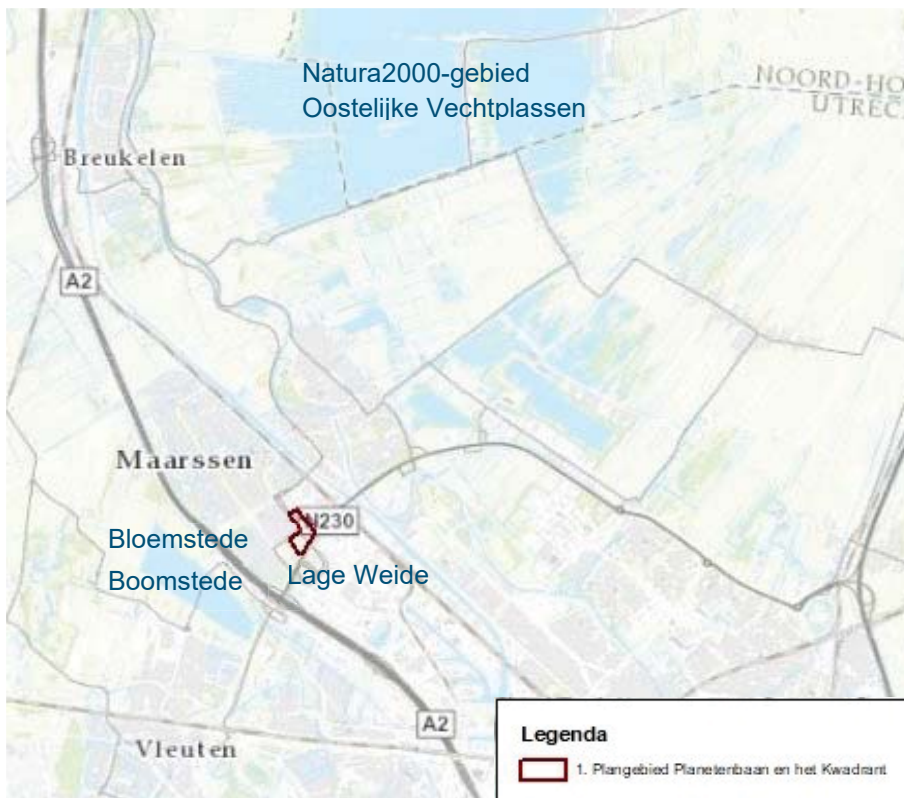 Natura2000-gebied
Oostelijke Vechtplassen
NOORD-HO
UTREC
Breukelen
A2
Maarssen
N230
Bloemstede
Boomstede
Lage Weide
A2
Vleuten
Legenda
1. Plangebied Planetenbaan en het Kwadrant